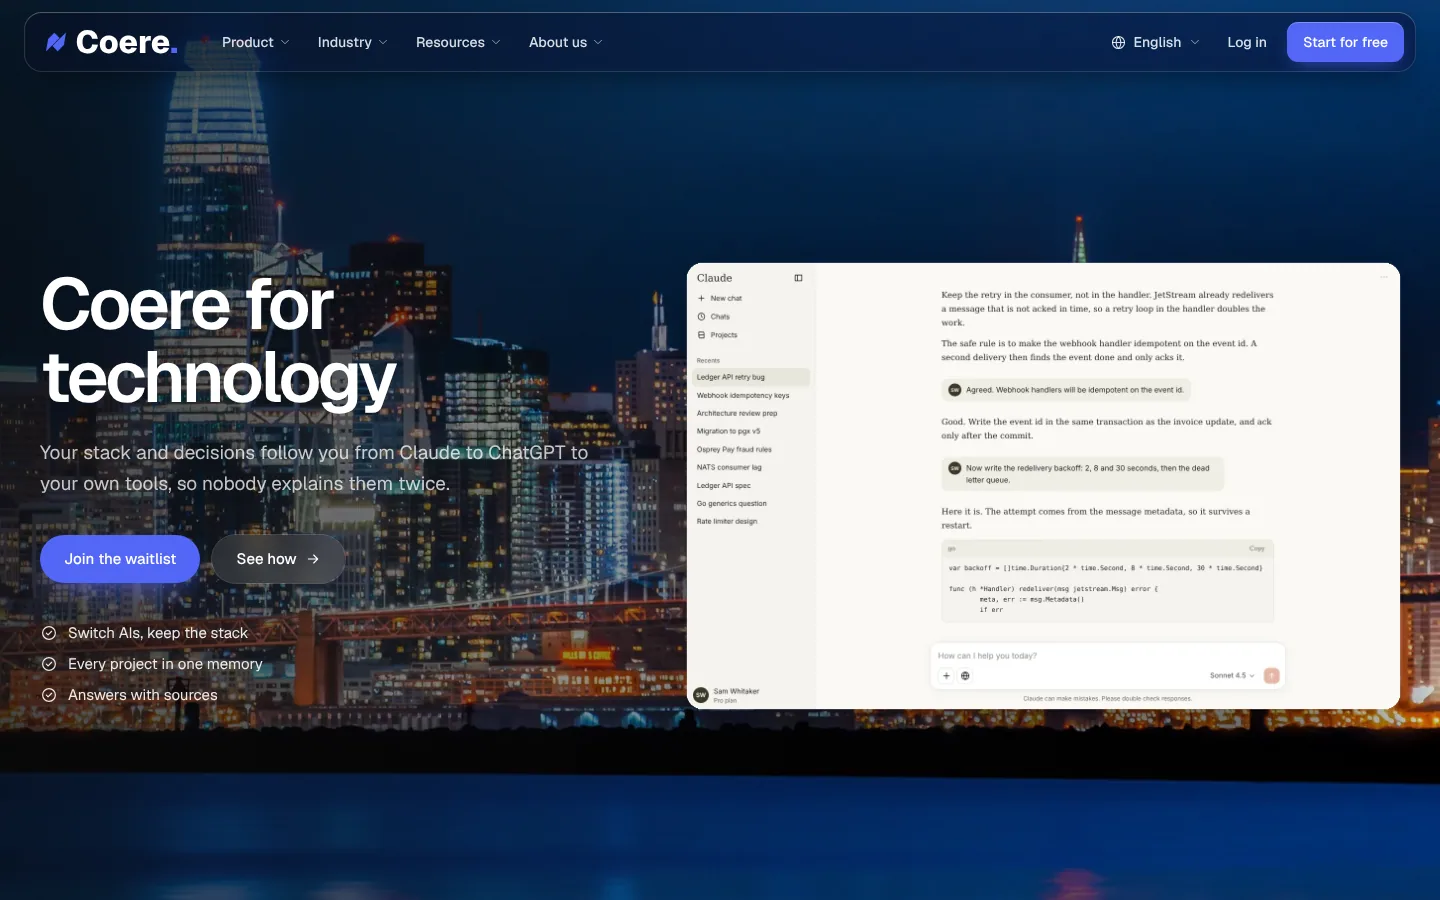 Coere.
Product
Industry
Resources
About us
English
Log in
Start for free
Coere for
technology
Your stack and decisions follow you from Claude to ChatGPT to
your own tools, so nobody explains them twice.
Join the waitlist
See how
Switch AIs, keep the stack
Every project in one memory
Answers with sources
Claude
New chat
Chats
Projects
Recents
Ledger API retry bug
Webhook idempotency keys
Architecture review prep
Migration to pgx v5
Osprey Pay fraud rules
NATS consumer lag
Ledger API spec
Go generics question
Rate limiter design
SW
Sam Whitaker
Pro plan
Keep the retry in the consumer, not in the handler. JetStream already redelivers
a message that is not acked in time, so a retry loop in the handler doubles the
work.
The safe rule is to make the webhook handler idempotent on the event id. A
second delivery then finds the event done and only acks it.
SW
Agreed. Webhook handlers will be idempotent on the event id.
Good. Write the event id in the same transaction as the invoice update, and ack
only after the commit.
SW
Now write the redelivery backoff: 2, 8 and 30 seconds, then the dead
letter queue.
Here it is. The attempt comes from the message metadata, so it survives a
restart.
go
Copy
var backoff = []time.Duration{2 * time.Second, 8 * time.Second, 30 * time.Second}
func (h *Handler) redeliver(msg jetstream.Msg) error {
meta, err := msg.Metadata()
if err
How can I help you today?
Sonnet 4.5
Claude can make mistakes. Please double-check responses.